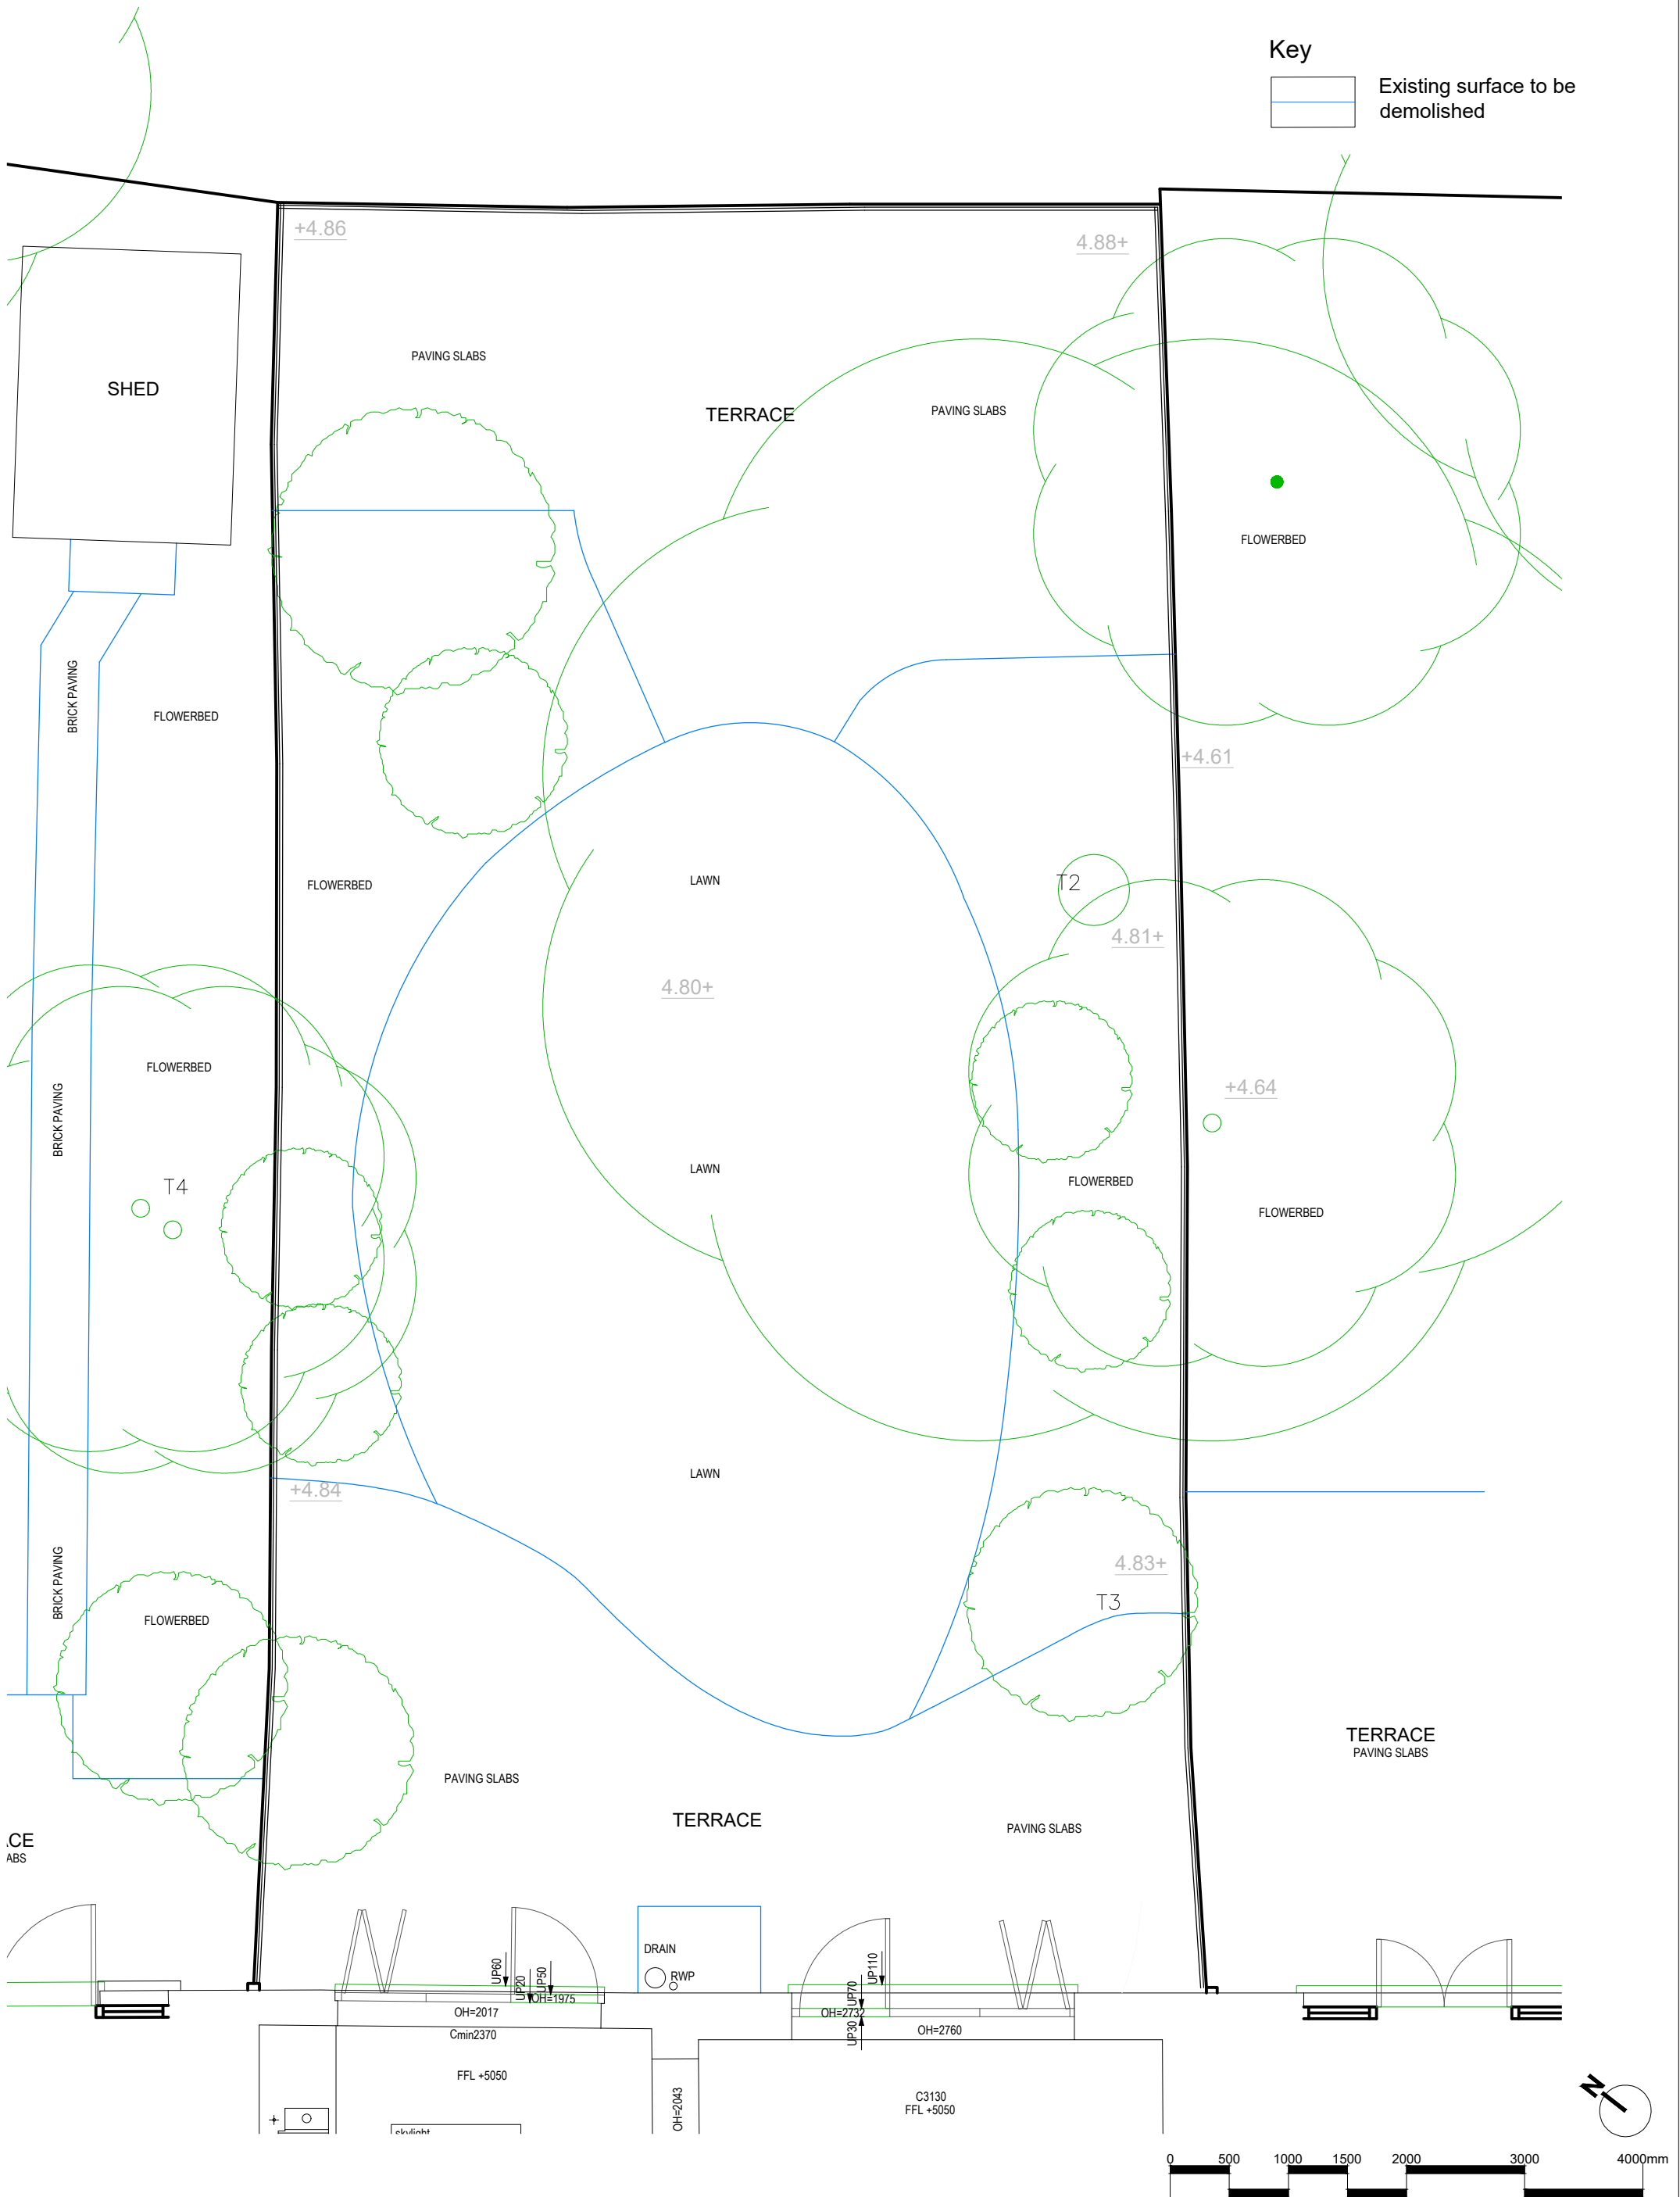 Key
Existing surface to be
demolished
+4.86
4.88+
PAVING SLABS
SHED
TERRACE
PAVING SLABS
FLOWERBED
BRICK PAVING
FLOWERBED
+4.61
FLOWERBED
LAWN
T2
4.81+
4.80+
FLOWERBED
BRICK PAVING
+4.64
LAWN
T4
FLOWERBED
FLOWERBED
LAWN
+4.84
4.83+
T3
BRICK PAVING
FLOWERBED
TERRACE
PAVING SLABS
PAVING SLABS
TERRACE
PAVING SLABS
CE
ABS
DRAIN
RWP
UP60
UP20
UP50
OH=1975
OH=2017
Cmin2370
FFL +5050
UP110
UP70
OH=2732
UP30
OH=2760
OH=2043
C3130
FFL +5050
skylight
N
0 500 1000 1500 2000 3000 4000mm